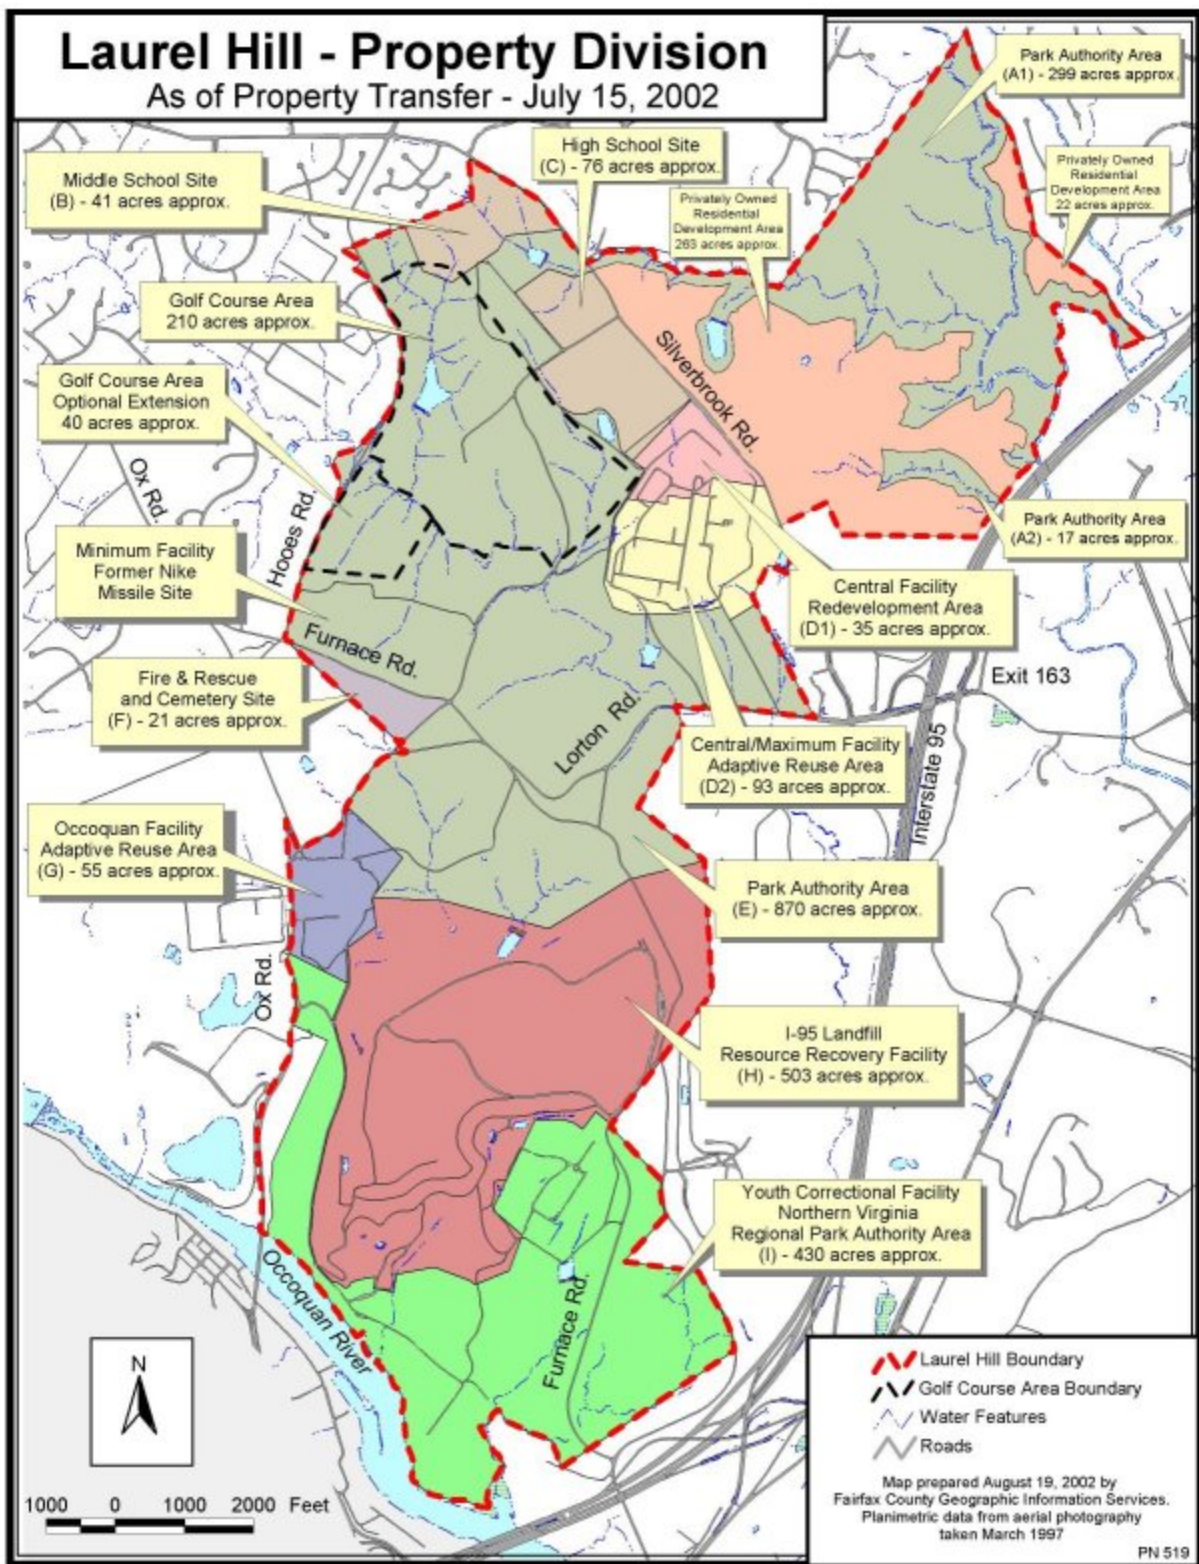 Laurel Hill - Property Division
As of Property Transfer - July 15, 2002
Park Authority Area
(A1) - 299 acres approx.
High School Site
(C) - 76 acres approx.
Middle School Site
(B) - 41 acres approx.
Privately Owned
Residential
Development Area
22 acres approx.
Privately Owned
Residential
Development Area
263 acres approx.
Golf Course Area
210 acres approx.
Silverbrook Rd.
Golf Course Area
Optional Extension
40 acres approx.
Ox Rd.
Hooes Rd.
Park Authority Area
(A2) - 17 acres approx.
Minimum Facility
Former Nike
Missile Site
Central Facility
Redevelopment Area
(D1) - 35 acres approx.
Furnace Rd.
Fire & Rescue
and Cemetery Site
(F) - 21 acres approx.
Exit 163
Lorton Rd.
Central/Maximum Facility
Adaptive Reuse Area
(D2) - 93 arces approx.
Interstate 95
Occoquan Facility
Adaptive Reuse Area
(G) - 55 acres approx.
Park Authority Area
(E) - 870 acres approx.
Ox Rd.
I-95 Landfill
Resource Recovery Facility
(H) - 503 acres approx.
Youth Correctional Facility
Northern Virginia
Regional Park Authority Area
(I) - 430 acres approx.
Occoquan River
Furnace Rd.
N
Laurel Hill Boundary
Golf Course Area Boundary
Water Features
Roads
1000 0 1000 2000 Feet
Map prepared August 19, 2002 by
Fairfax County Geographic Information Services.
Planimetric data from aerial photography
taken March 1997
PN 519